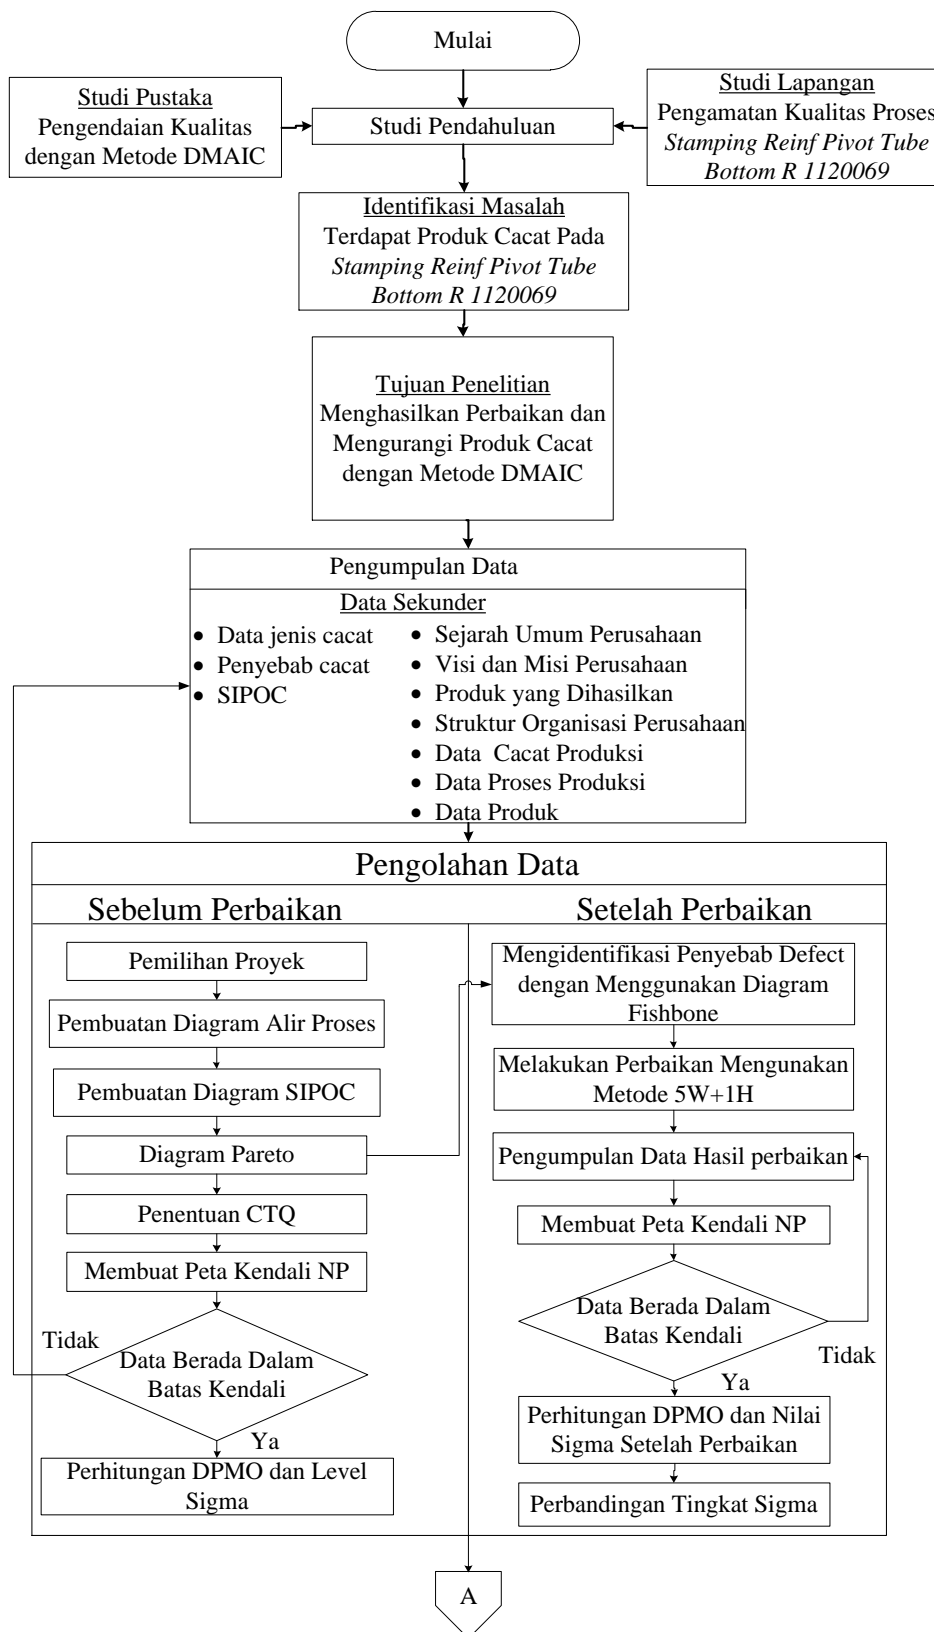 Mulai
Studi Pustaka
Pengendaian Kualitas
dengan Metode DMAIC
Studi Pendahuluan
Studi Lapangan
Pengamatan Kualitas Proses
Stamping Reinf Pivot Tube
Bottom R 1120069
Identifikasi Masalah
Terdapat Produk Cacat Pada
Stamping Reinf Pivot Tube
Bottom R 1120069
Tujuan Penelitian
Menghasilkan Perbaikan dan
Mengurangi Produk Cacat
dengan Metode DMAIC
Pengumpulan Data
Data Sekunder
• Data jenis cacat
• Penyebab cacat
• SIPOC
• Sejarah Umum Perusahaan
• Visi dan Misi Perusahaan
• Produk yang Dihasilkan
• Struktur Organisasi Perusahaan
• Data Cacat Produksi
• Data Proses Produksi
• Data Produk
Pengolahan Data
Sebelum Perbaikan
Pemilihan Proyek
Pembuatan Diagram Alir Proses
Pembuatan Diagram SIPOC
Diagram Pareto
Penentuan CTQ
Membuat Peta Kendali NP
Tidak
Data Berada Dalam
Batas Kendali
Ya
Perhitungan DPMO dan Level
Sigma
Setelah Perbaikan
Mengidentifikasi Penyebab Defect
dengan Menggunakan Diagram
Fishbone
Melakukan Perbaikan Mengunakan
Metode 5W+1H
Pengumpulan Data Hasil perbaikan
Membuat Peta Kendali NP
Data Berada Dalam
Batas Kendali
Tidak
Ya
Perhitungan DPMO dan Nilai
Sigma Setelah Perbaikan
Perbandingan Tingkat Sigma
A